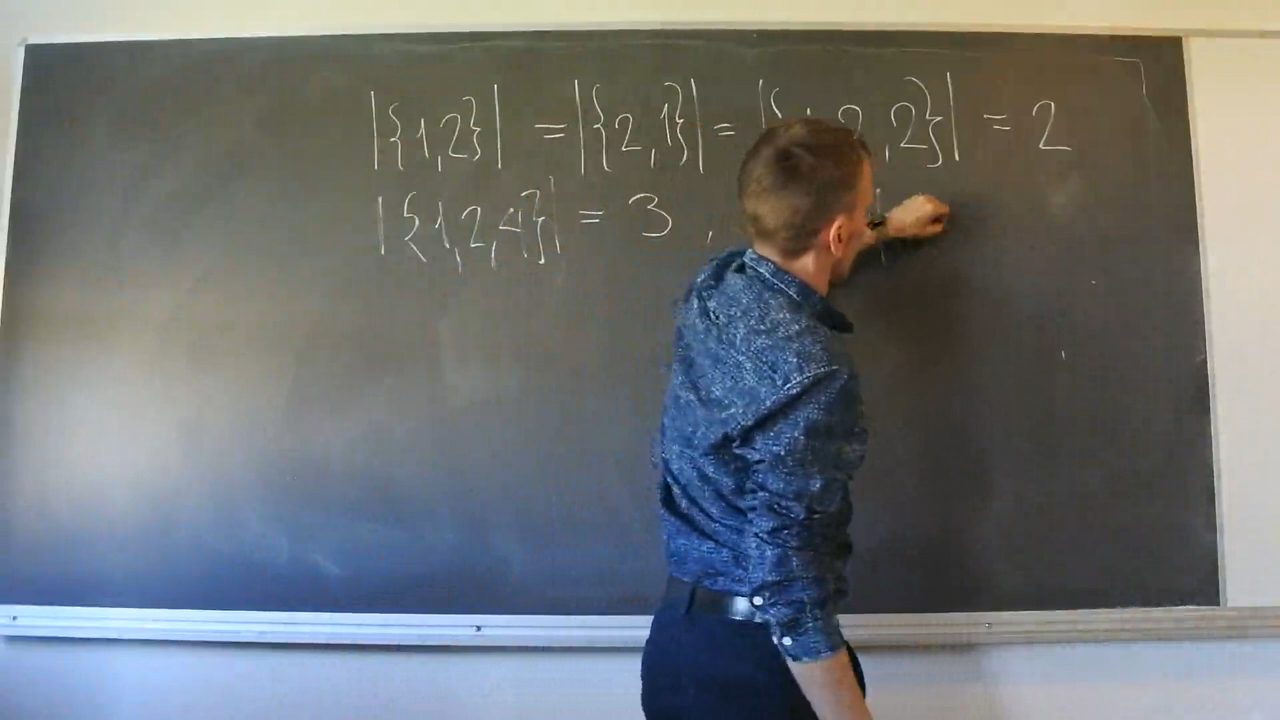 |{1,2}| = |{2,1}| = |{1,2,2}| = 2
|{1,2,4}| = 3 ,